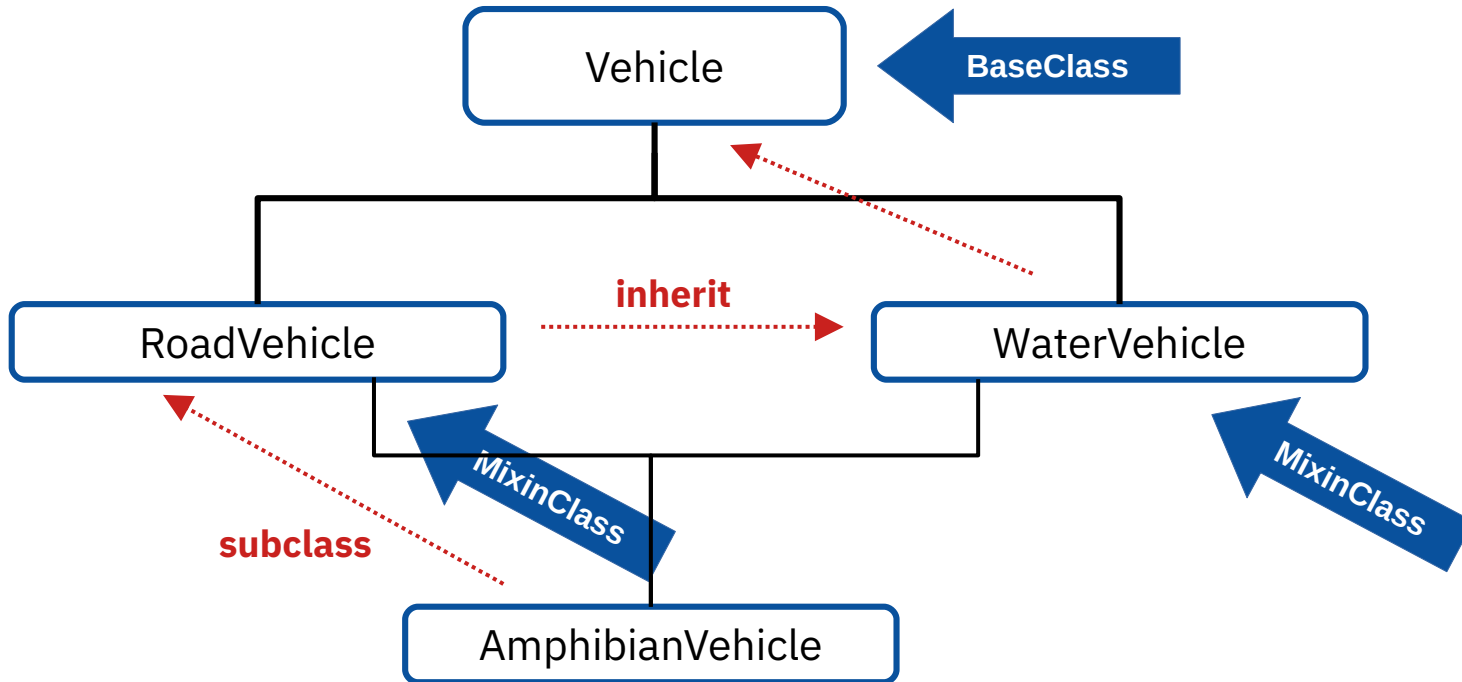 Vehicle
BaseClass
inherit
RoadVehicle
WaterVehicle
MixinClass
MixinClass
subclass
AmphibianVehicle